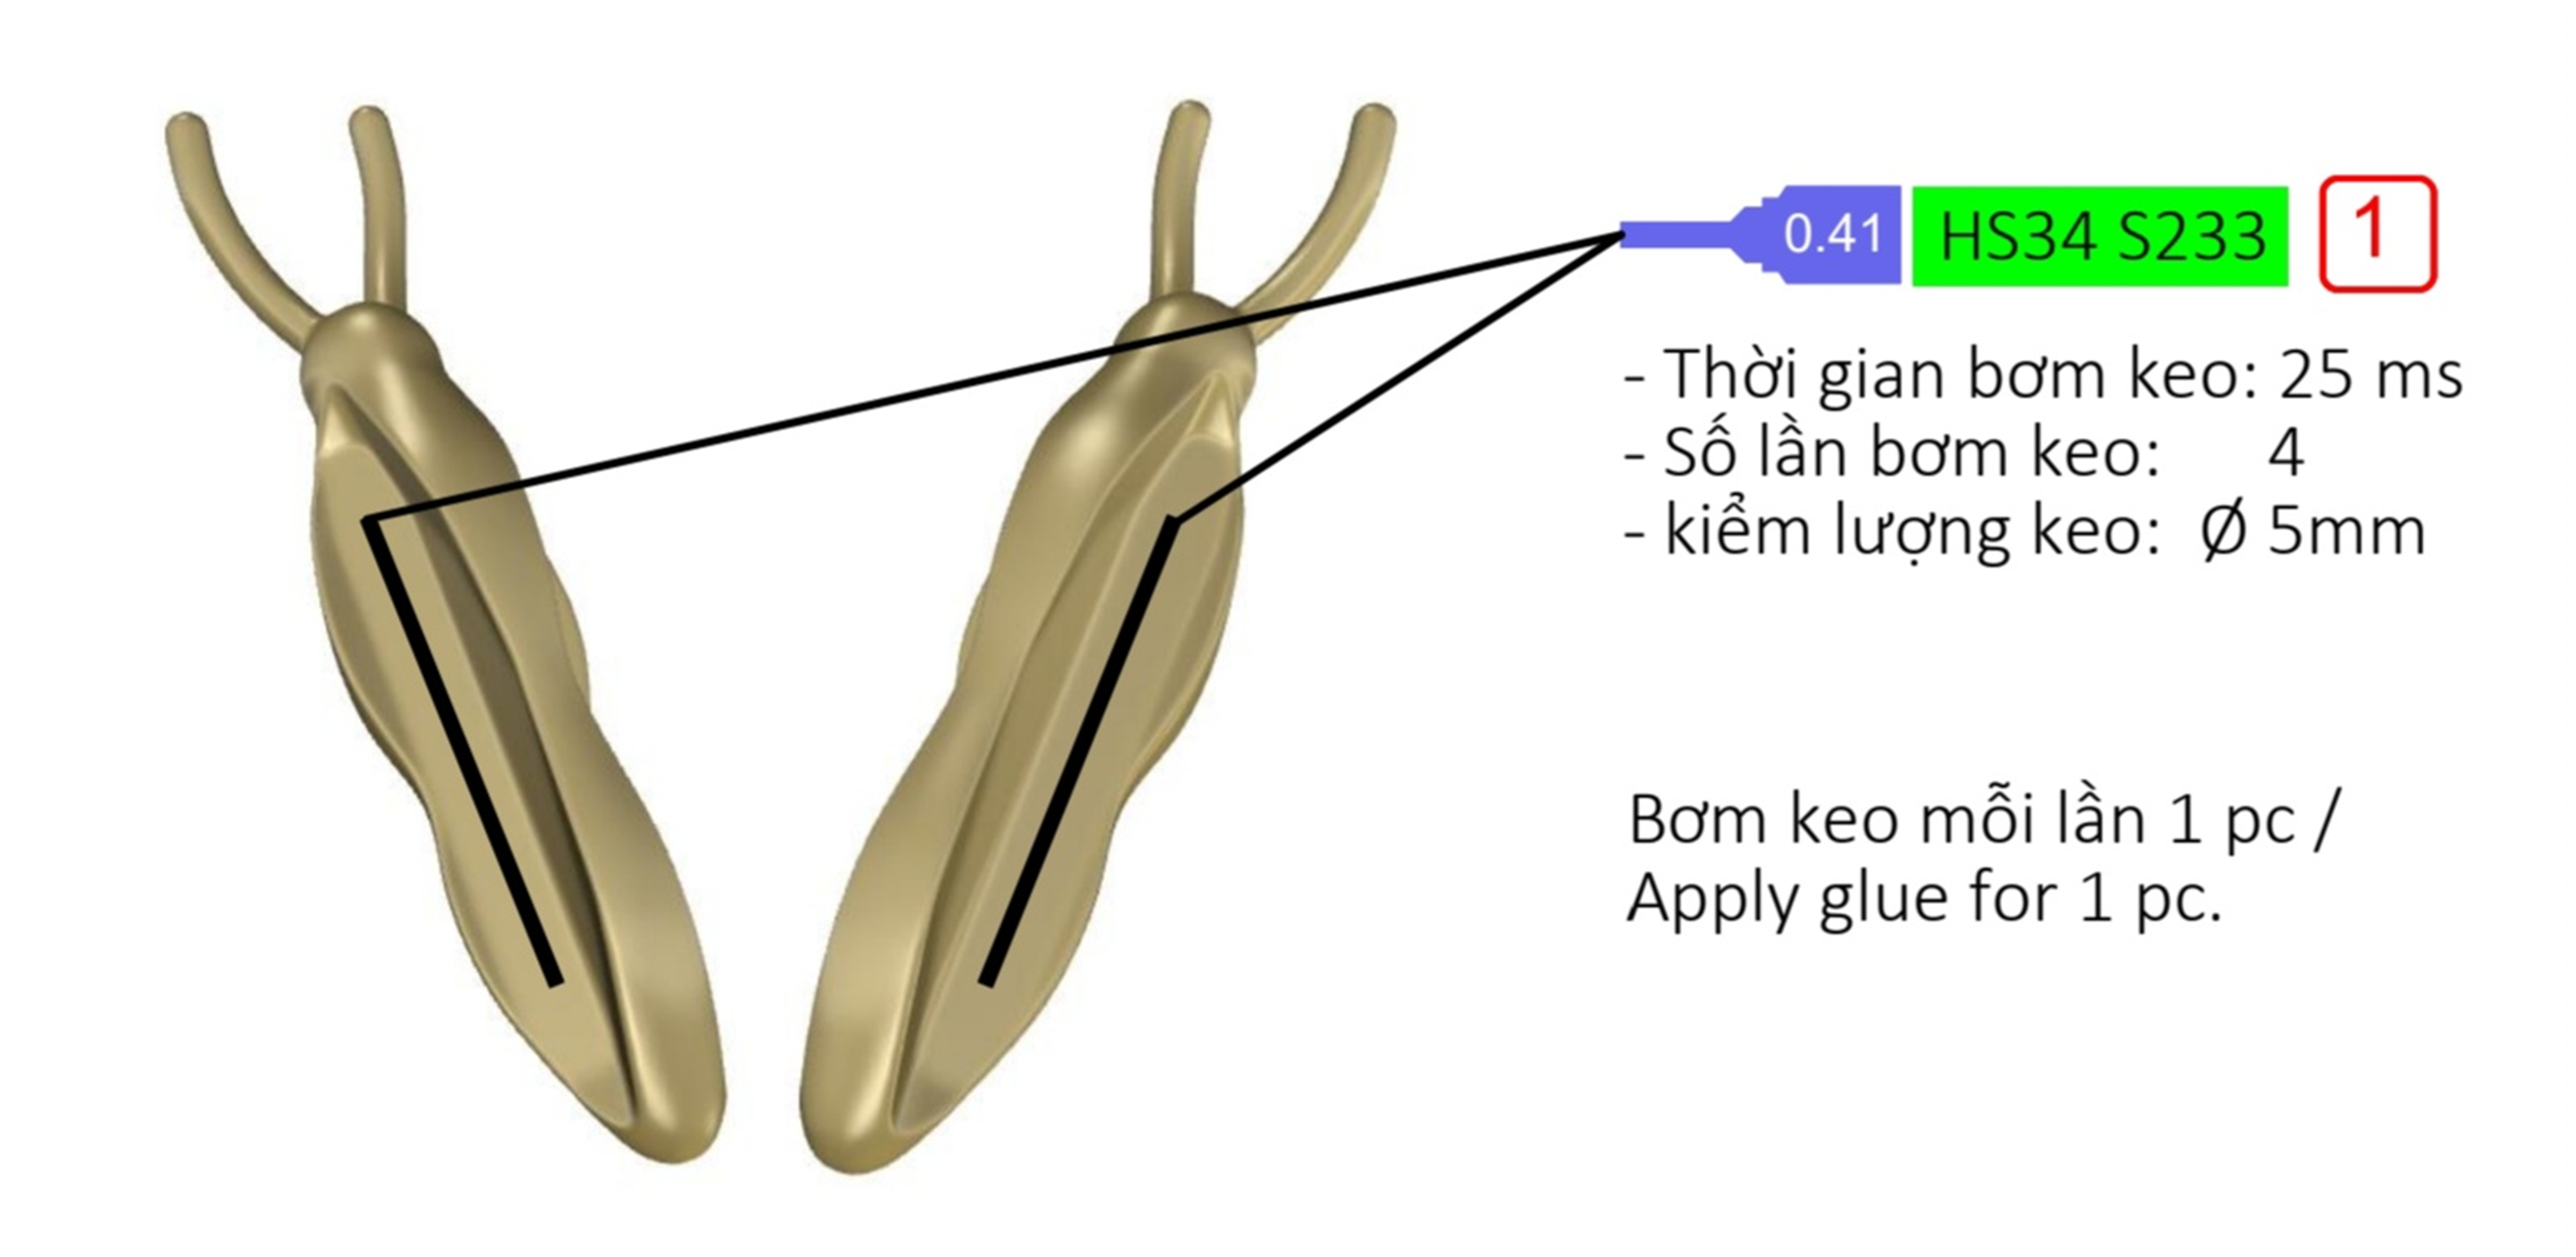 0.41 HS34 S233 1
- Thời gian bơm keo: 25 ms
- Số lần bơm keo: 4
- kiểm lượng keo: Ø 5mm
Bơm keo mỗi lần 1 pc /
Apply glue for 1 pc.